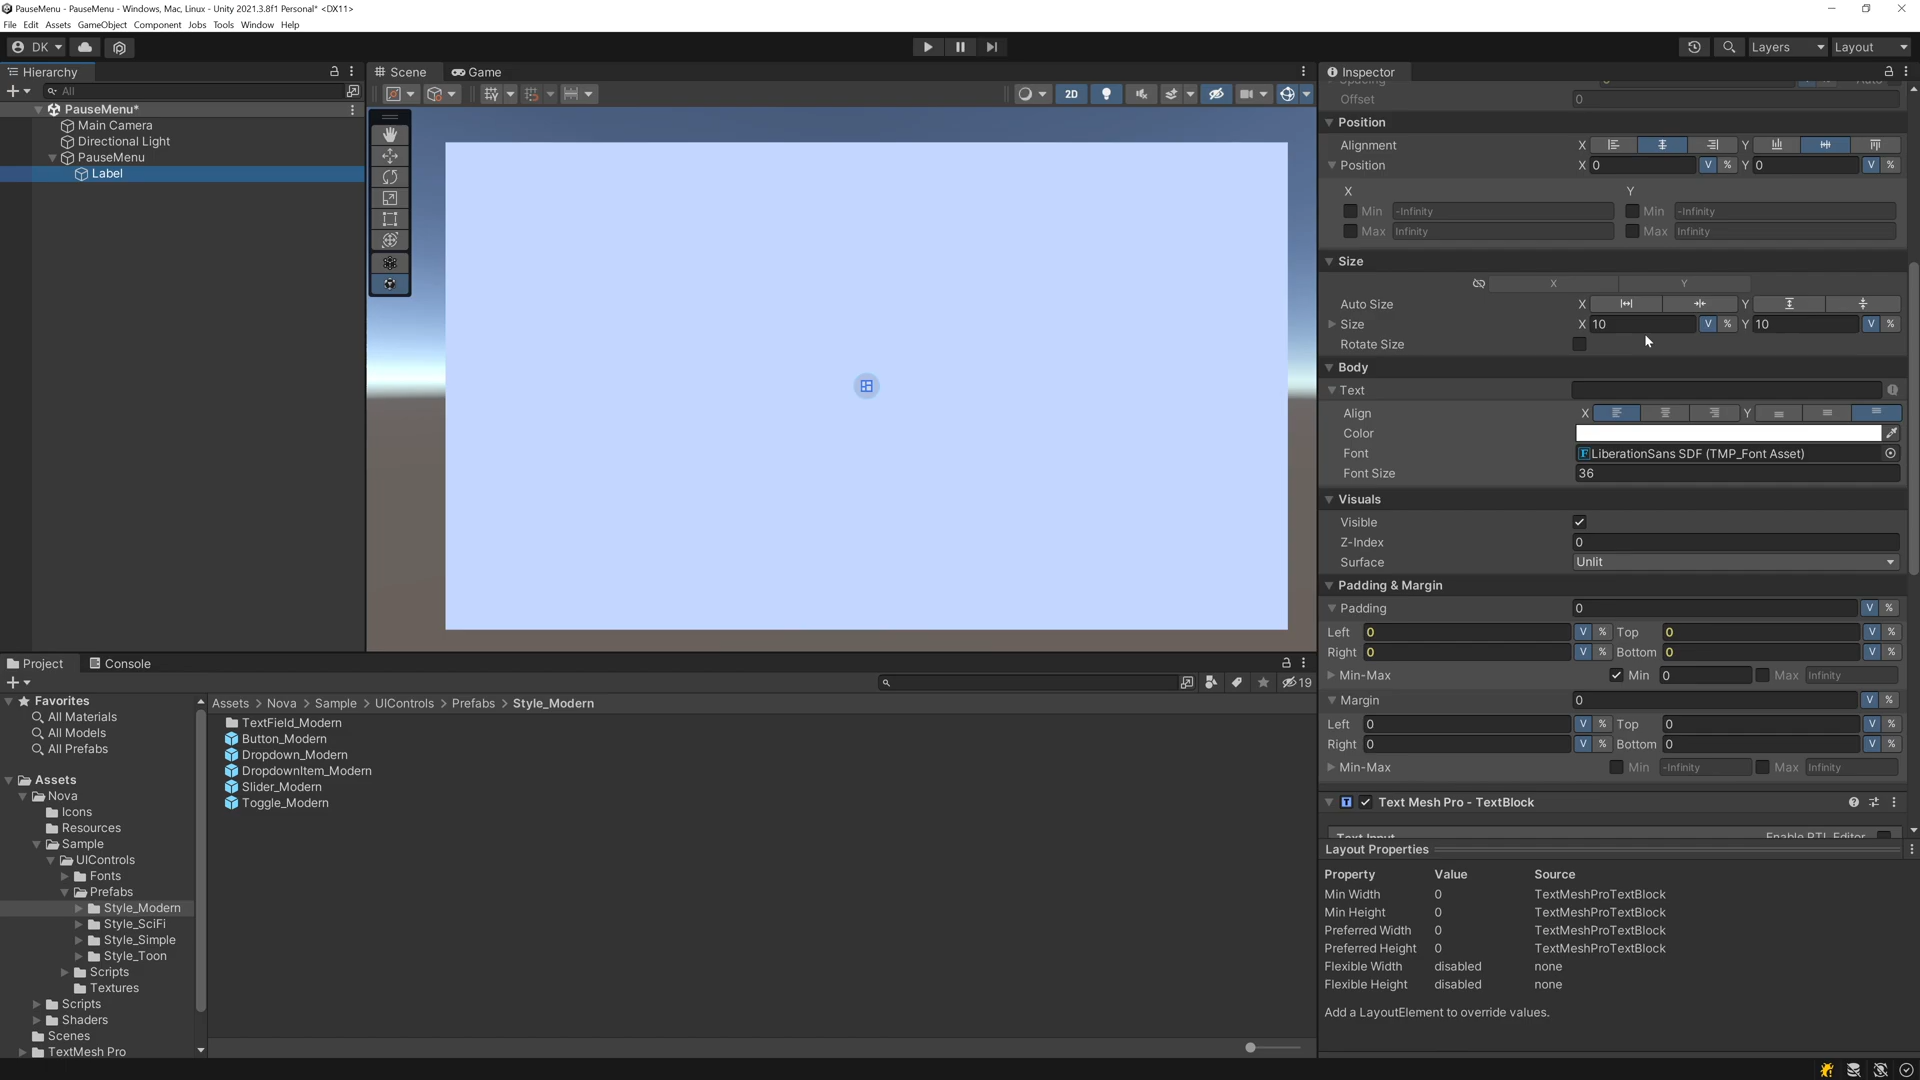 PauseMenu - PauseMenu - Windows, Mac, Linux - Unity 2021.3.8f1 Personal* <DX11>
File Edit Assets GameObject Component Jobs Tools Window Help
DK Layers Layout
Hierarchy Scene Game Inspector
All 2D
PauseMenu*
Main Camera
Directional Light
PauseMenu
Label
Offset 0
Position
Alignment X Y
Position X 0 V % Y 0 V %
X Y
Min -Infinity Min -Infinity
Max Infinity Max Infinity
Size
X Y
Auto Size X Y
Size X 10 V % Y 10 V %
Rotate Size
Body
Text
Align X Y
Color
Font F LiberationSans SDF (TMP_Font Asset)
Font Size 36
Visuals
Visible
Z-Index 0
Surface Unlit
Padding & Margin
Padding 0 V %
Left 0 V % Top 0 V %
Right 0 V % Bottom 0 V %
Min-Max Min 0 Max Infinity
Margin 0 V %
Left 0 V % Top 0 V %
Right 0 V % Bottom 0 V %
Min-Max Min -Infinity Max Infinity
T Text Mesh Pro - TextBlock
Text Input Enable RTL Editor
Layout Properties
Property Value Source
Min Width 0 TextMeshProTextBlock
Min Height 0 TextMeshProTextBlock
Preferred Width 0 TextMeshProTextBlock
Preferred Height 0 TextMeshProTextBlock
Flexible Width disabled none
Flexible Height disabled none
Add a LayoutElement to override values.
Project Console
19
Favorites
All Materials
All Models
All Prefabs
Assets
Nova
Icons
Resources
Sample
UIControls
Fonts
Prefabs
Style_Modern
Style_SciFi
Style_Simple
Style_Toon
Scripts
Textures
Scripts
Shaders
Scenes
TextMesh Pro
Assets > Nova > Sample > UIControls > Prefabs > Style_Modern
TextField_Modern
Button_Modern
Dropdown_Modern
DropdownItem_Modern
Slider_Modern
Toggle_Modern